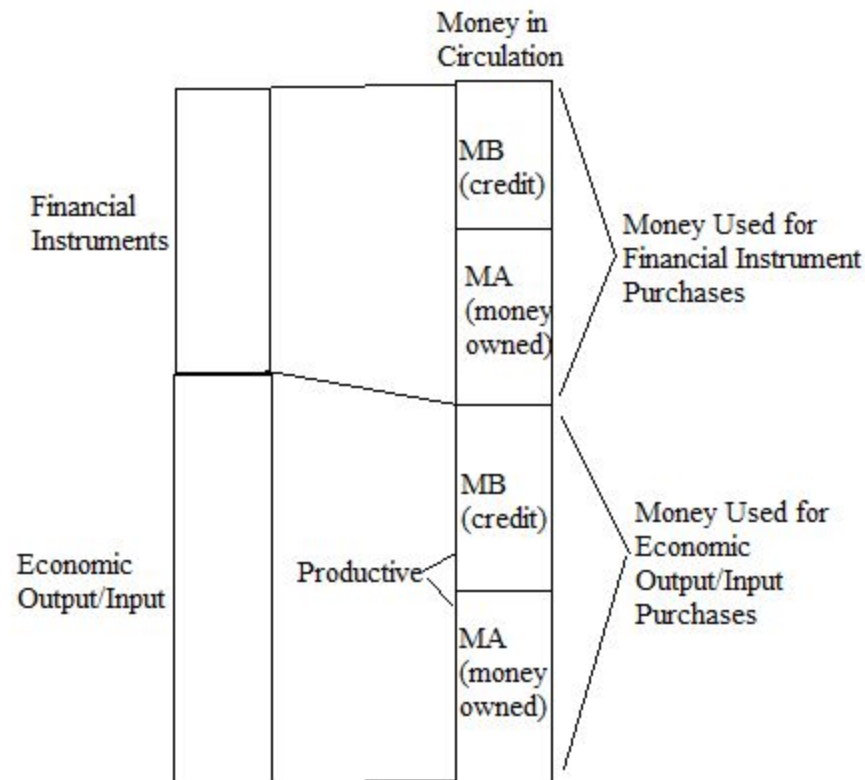 Money in
Circulation
MB
(credit)
Financial
Instruments
MA
(money
owned)
Money Used for
Financial Instrument
Purchases
MB
(credit)
Economic
Output/Input
Productive
MA
(money
owned)
Money Used for
Economic
Output/Input
Purchases